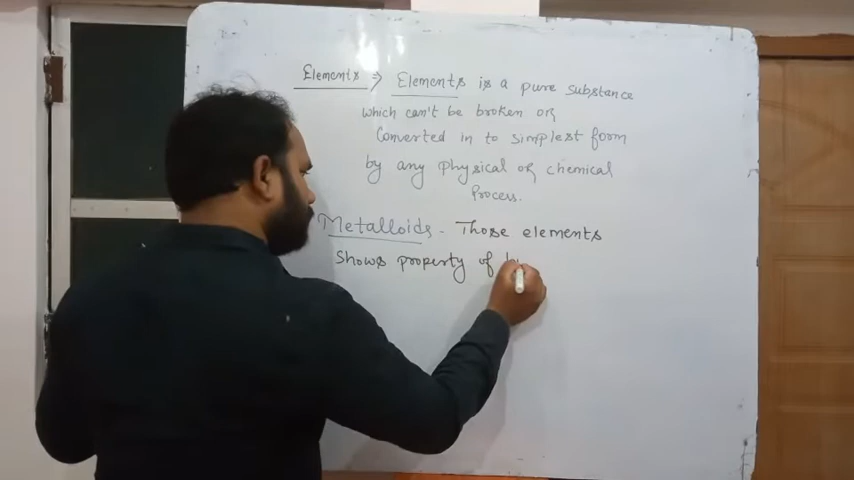 Elements ⇒ Elements is a pure substance
which can't be broken or
Converted in to simplest form
by any physical or chemical
Process.
Metalloids - Those elements
Shows property of